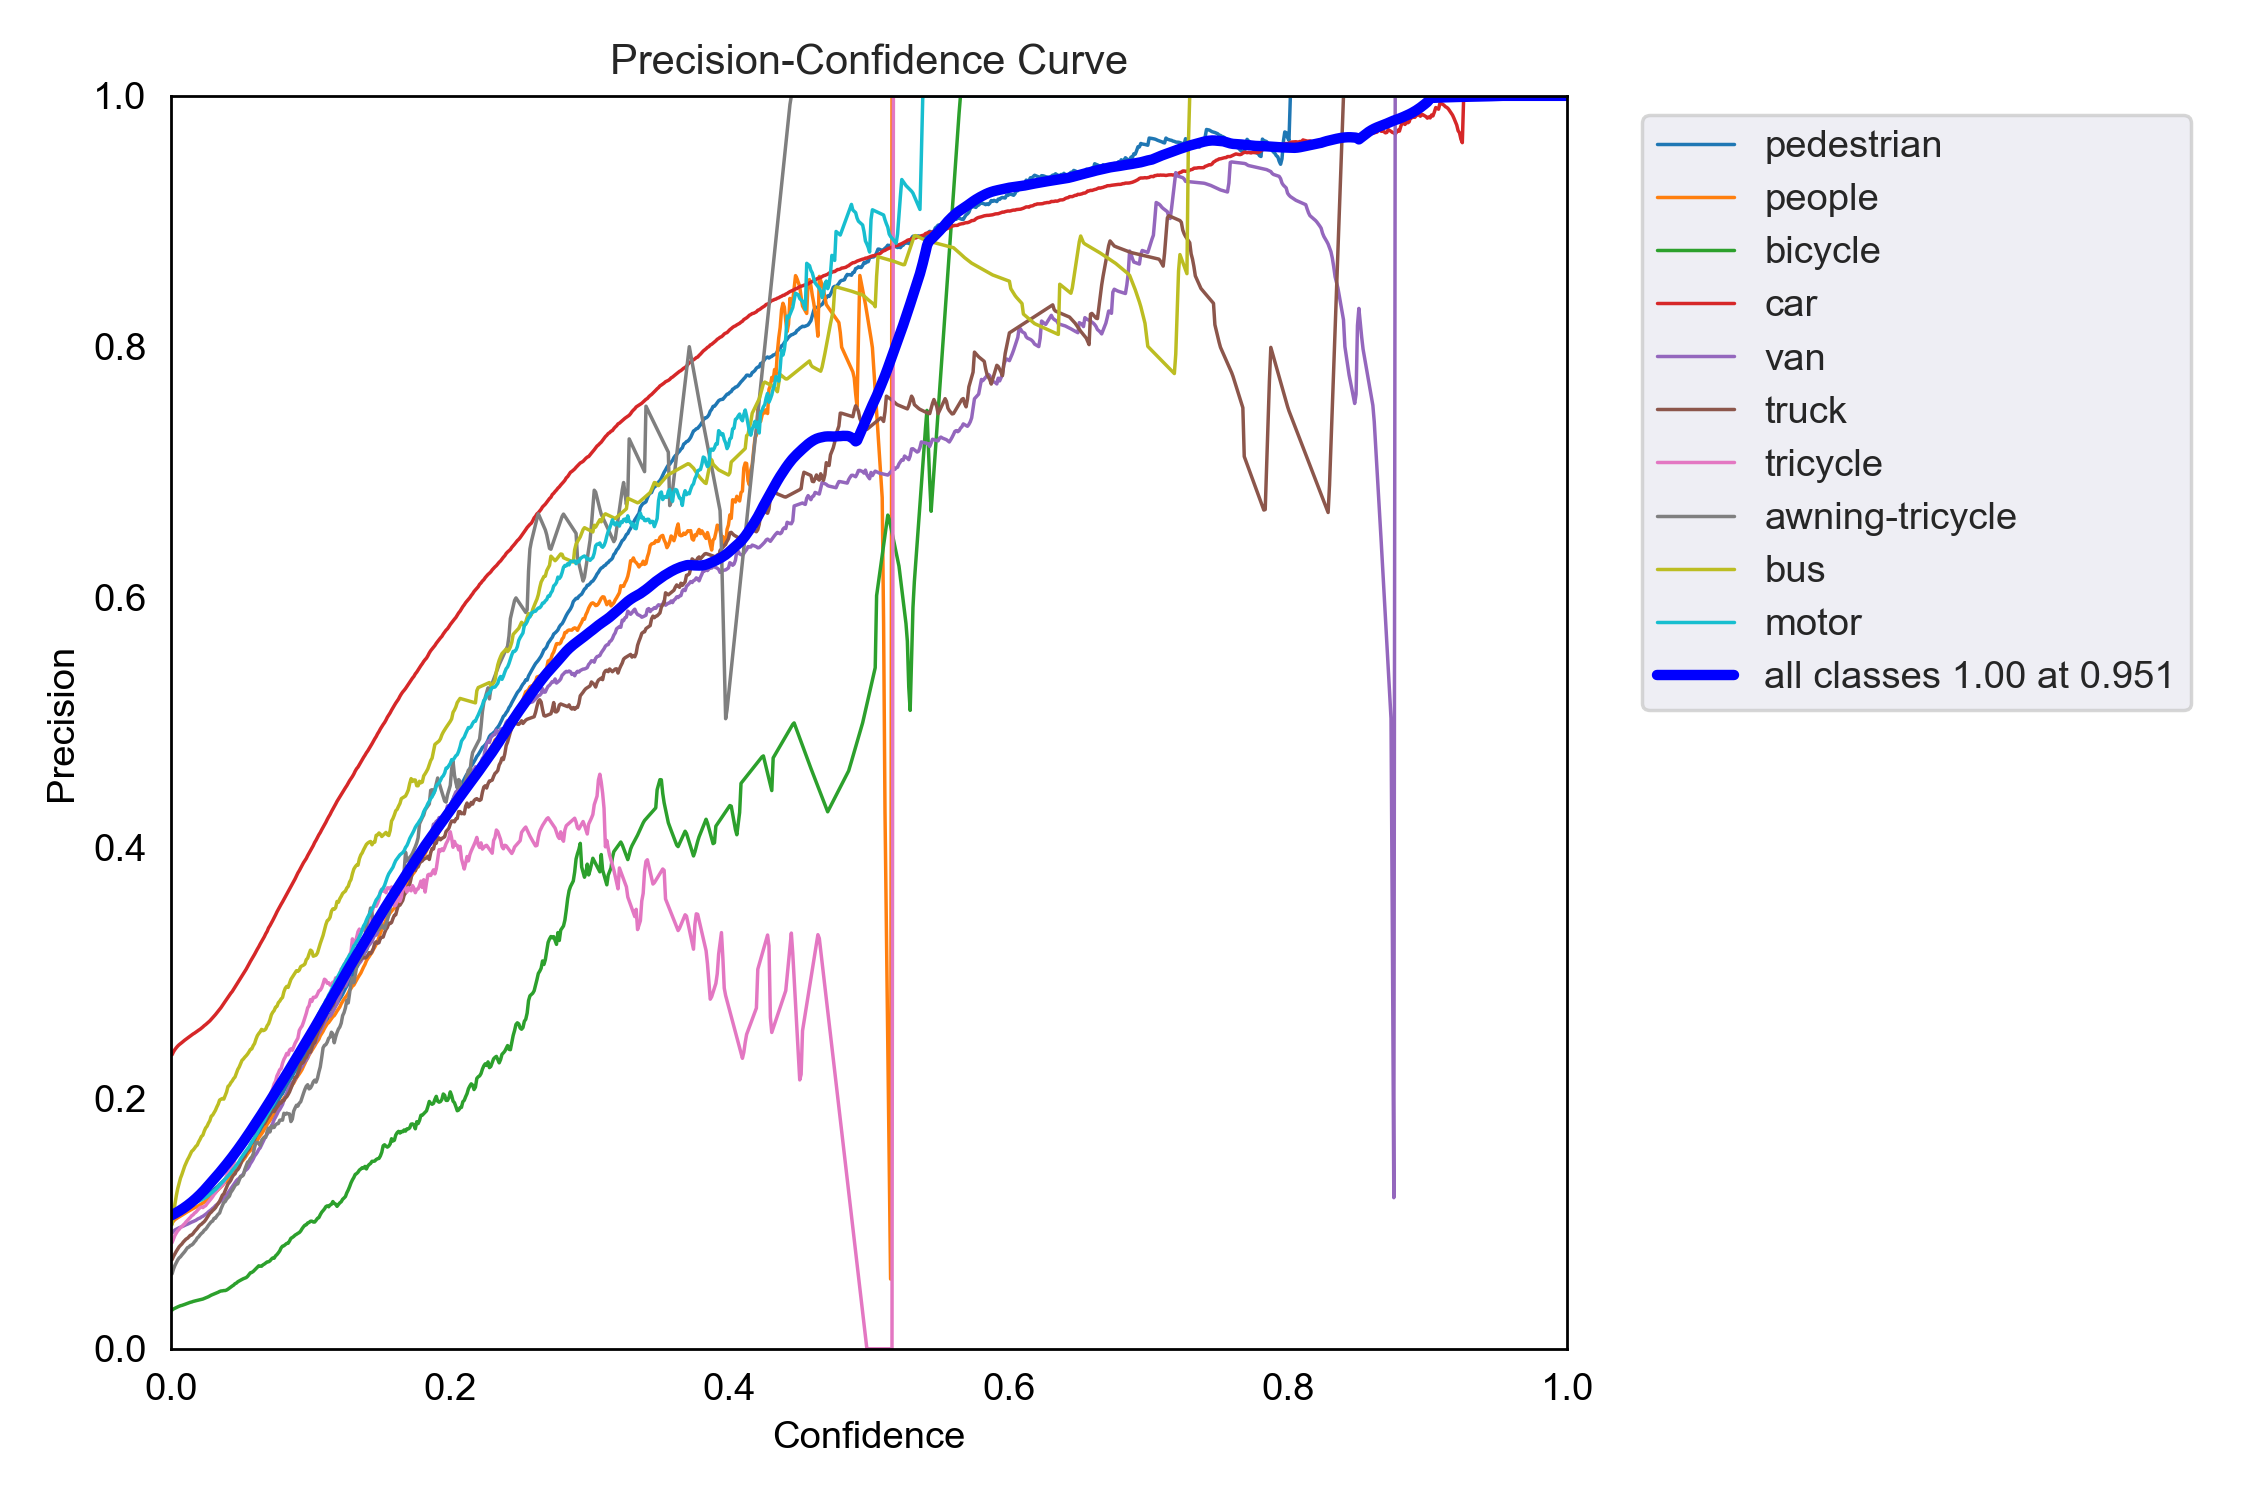 Precision-Confidence Curve
1.0
0.8
0.6
0.4
0.2
0.0
Precision
0.0 0.2 0.4 0.6 0.8 1.0
Confidence
pedestrian
people
bicycle
car
van
truck
tricycle
awning-tricycle
bus
motor
all classes 1.00 at 0.951